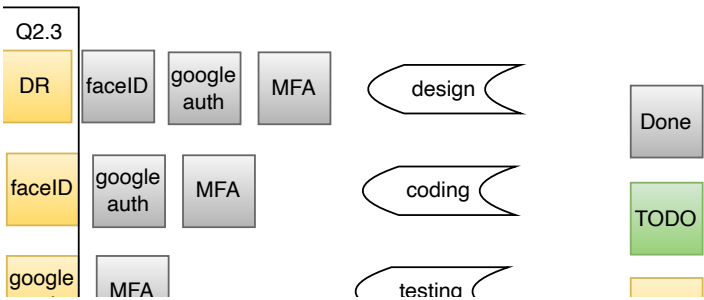 Q2.3
DR
faceID
google
auth
MFA
design
Done
faceID
google
auth
MFA
coding
TODO
google
MFA
testing